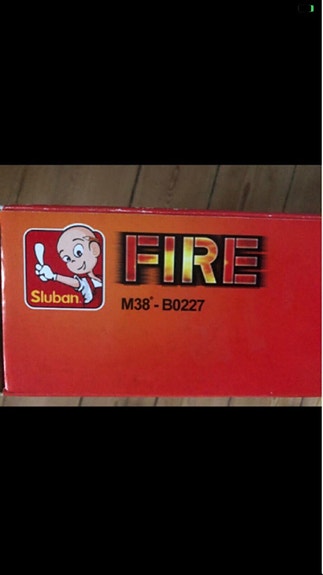 FIRE
Sluban
M38°- B0227